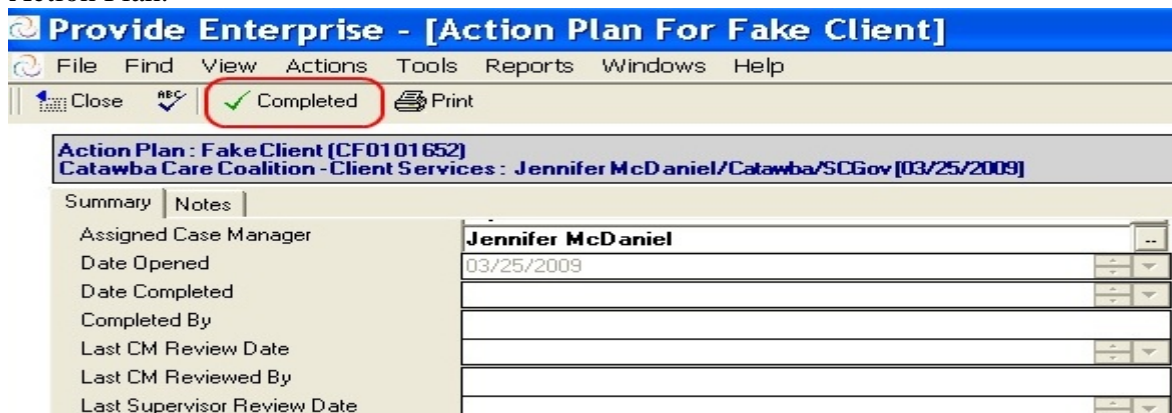 Provide Enterprise - [Action Plan For Fake Client]
File Find View Actions Tools Reports Windows Help
Close ABC Completed Print
Action Plan : Fake Client (CF0101652)
Catawba Care Coalition - Client Services : Jennifer McDaniel/Catawba/SCGov [03/25/2009]
Summary Notes
Assigned Case Manager Jennifer McDaniel ...
Date Opened 03/25/2009
Date Completed
Completed By
Last CM Review Date
Last CM Reviewed By
Last Supervisor Review Date